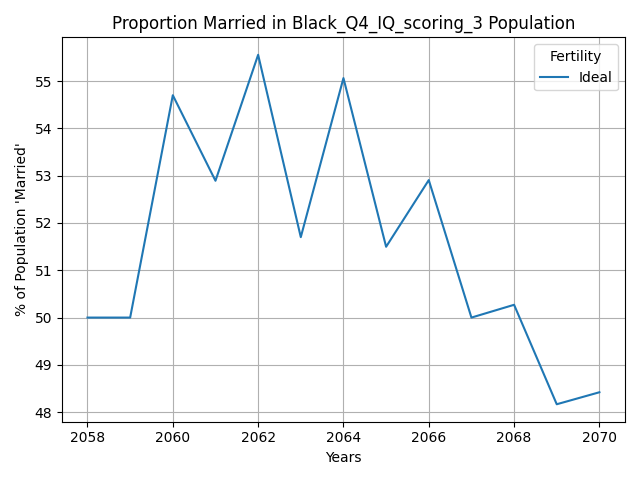 Proportion Married in Black_Q4_IQ_scoring_3 Population
Fertility
Ideal
% of Population 'Married'
55
54
53
52
51
50
49
48
2058 2060 2062 2064 2066 2068 2070
Years